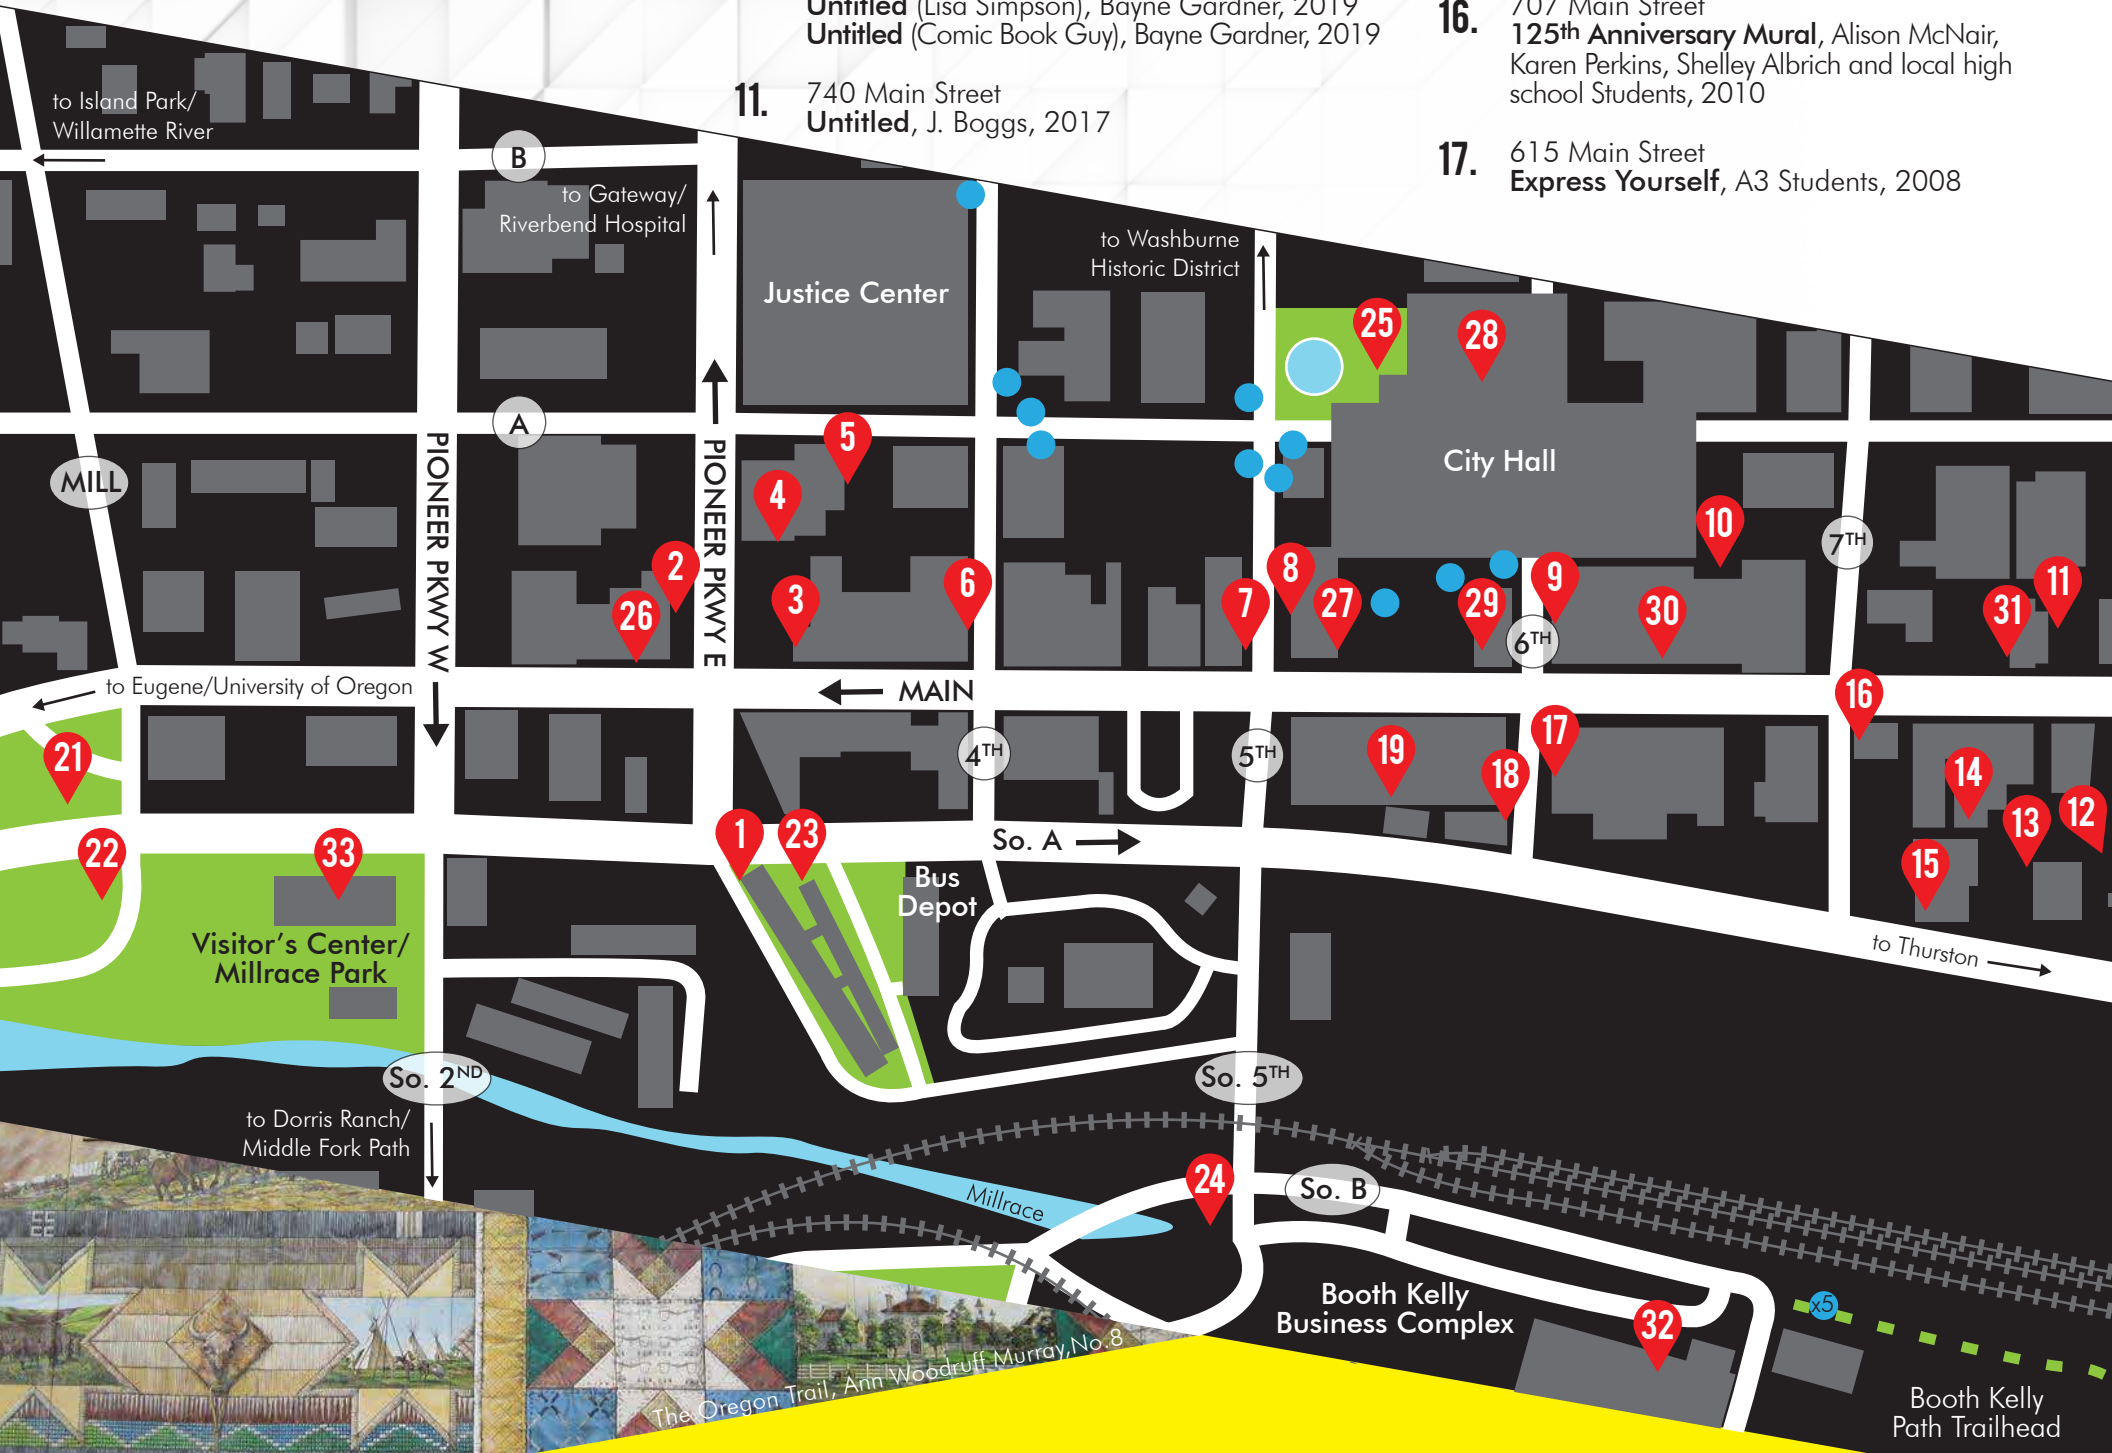 Untitled (Lisa Simpson), Bayne Gardner, 2019
Untitled (Comic Book Guy), Bayne Gardner, 2019
11. 740 Main Street
Untitled, J. Boggs, 2017
16. 707 Main Street
125th Anniversary Mural, Alison McNair,
Karen Perkins, Shelley Albrich and local high
school Students, 2010
17. 615 Main Street
Express Yourself, A3 Students, 2008
to Island Park/
Willamette River
B
to Gateway/
Riverbend Hospital
Justice Center
to Washburne
Historic District
25
28
A
5
MILL
PIONEER PKWY W
PIONEER PKWY E
4
City Hall
10
7TH
2
26
3
6
7
8
27
29
9
6TH
30
31
11
to Eugene/University of Oregon
MAIN
16
21
4TH
5TH
19
18
17
14
13
12
15
22
33
1
23
So. A
Bus
Depot
Visitor's Center/
Millrace Park
to Thurston
So. 2ND
So. 5TH
to Dorris Ranch/
Middle Fork Path
Millrace
24
So. B
Booth Kelly
Business Complex
32
x5
Booth Kelly
Path Trailhead
The Oregon Trail, Ann Woodruff Murray,No.8